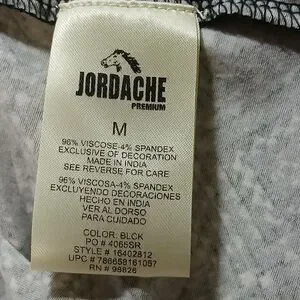 JORDACHE
PREMIUM
M
96% VISCOSE-4% SPANDEX
EXCLUSIVE OF DECORATION
MADE IN INDIA
SEE REVERSE FOR CARE
96% VISCOSA-4% SPANDEX
EXCLUYENDO DECORACIONES
HECHO EN INDIA
VER AL DORSO
PARA CUIDADO
COLOR: BLCK
PO # 4065SR
STYLE # 16402812
UPC # 786658161057
RN # 98826